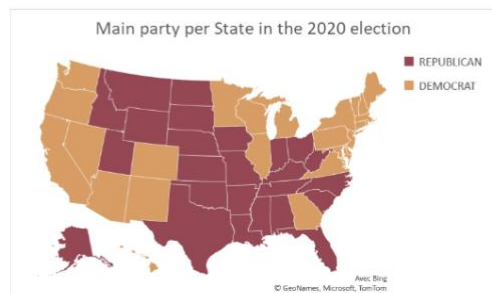 Main party per State in the 2020 election
REPUBLICAN
DEMOCRAT
Avec Bing
© GeoNames, Microsoft, TomTom